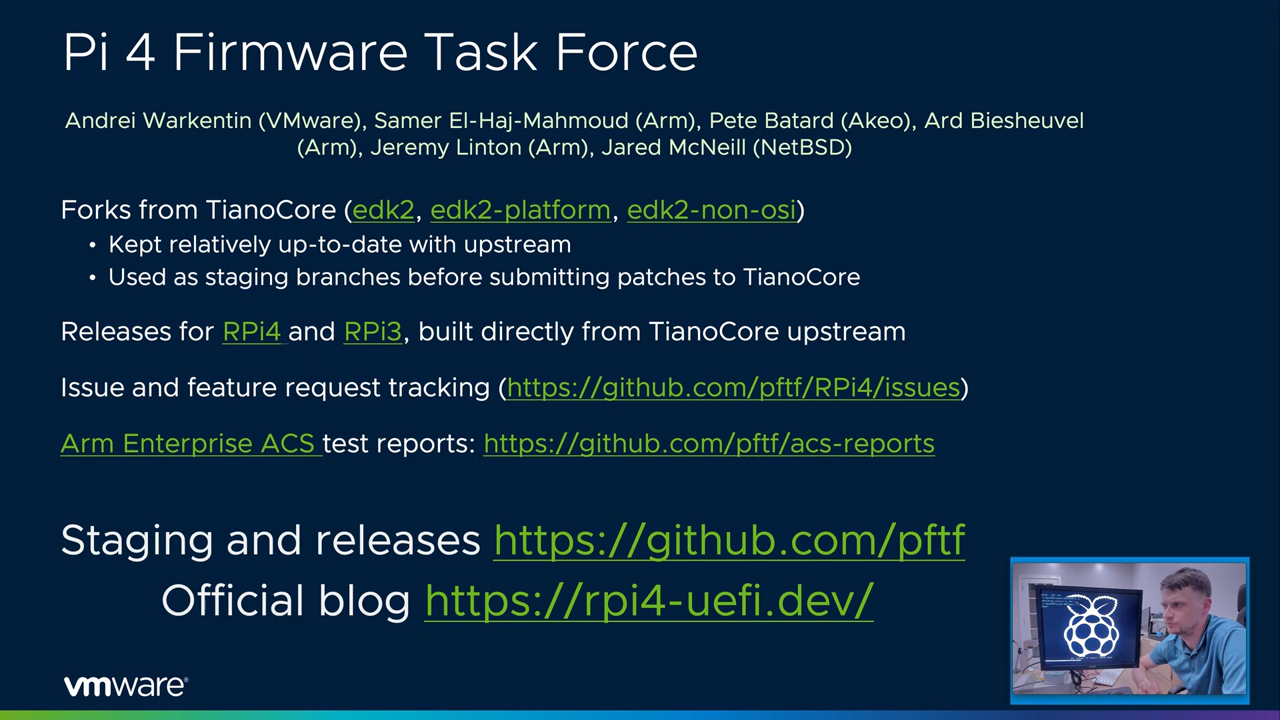 Pi 4 Firmware Task Force
Andrei Warkentin (VMware), Samer El-Haj-Mahmoud (Arm), Pete Batard (Akeo), Ard Biesheuvel
(Arm), Jeremy Linton (Arm), Jared McNeill (NetBSD)
Forks from TianoCore (edk2, edk2-platform, edk2-non-osi)
• Kept relatively up-to-date with upstream
• Used as staging branches before submitting patches to TianoCore
Releases for RPi4 and RPi3, built directly from TianoCore upstream
Issue and feature request tracking (https://github.com/pftf/RPi4/issues)
Arm Enterprise ACS test reports: https://github.com/pftf/acs-reports
Staging and releases https://github.com/pftf
Official blog https://rpi4-uefi.dev/
vmware®